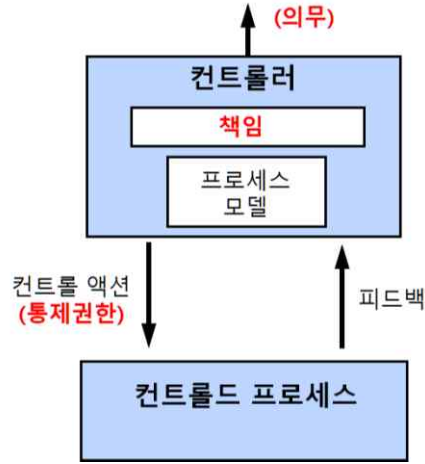 (의무)
컨트롤러
책임
프로세스
모델
컨트롤 액션
(통제권한)
피드백
컨트롤드 프로세스